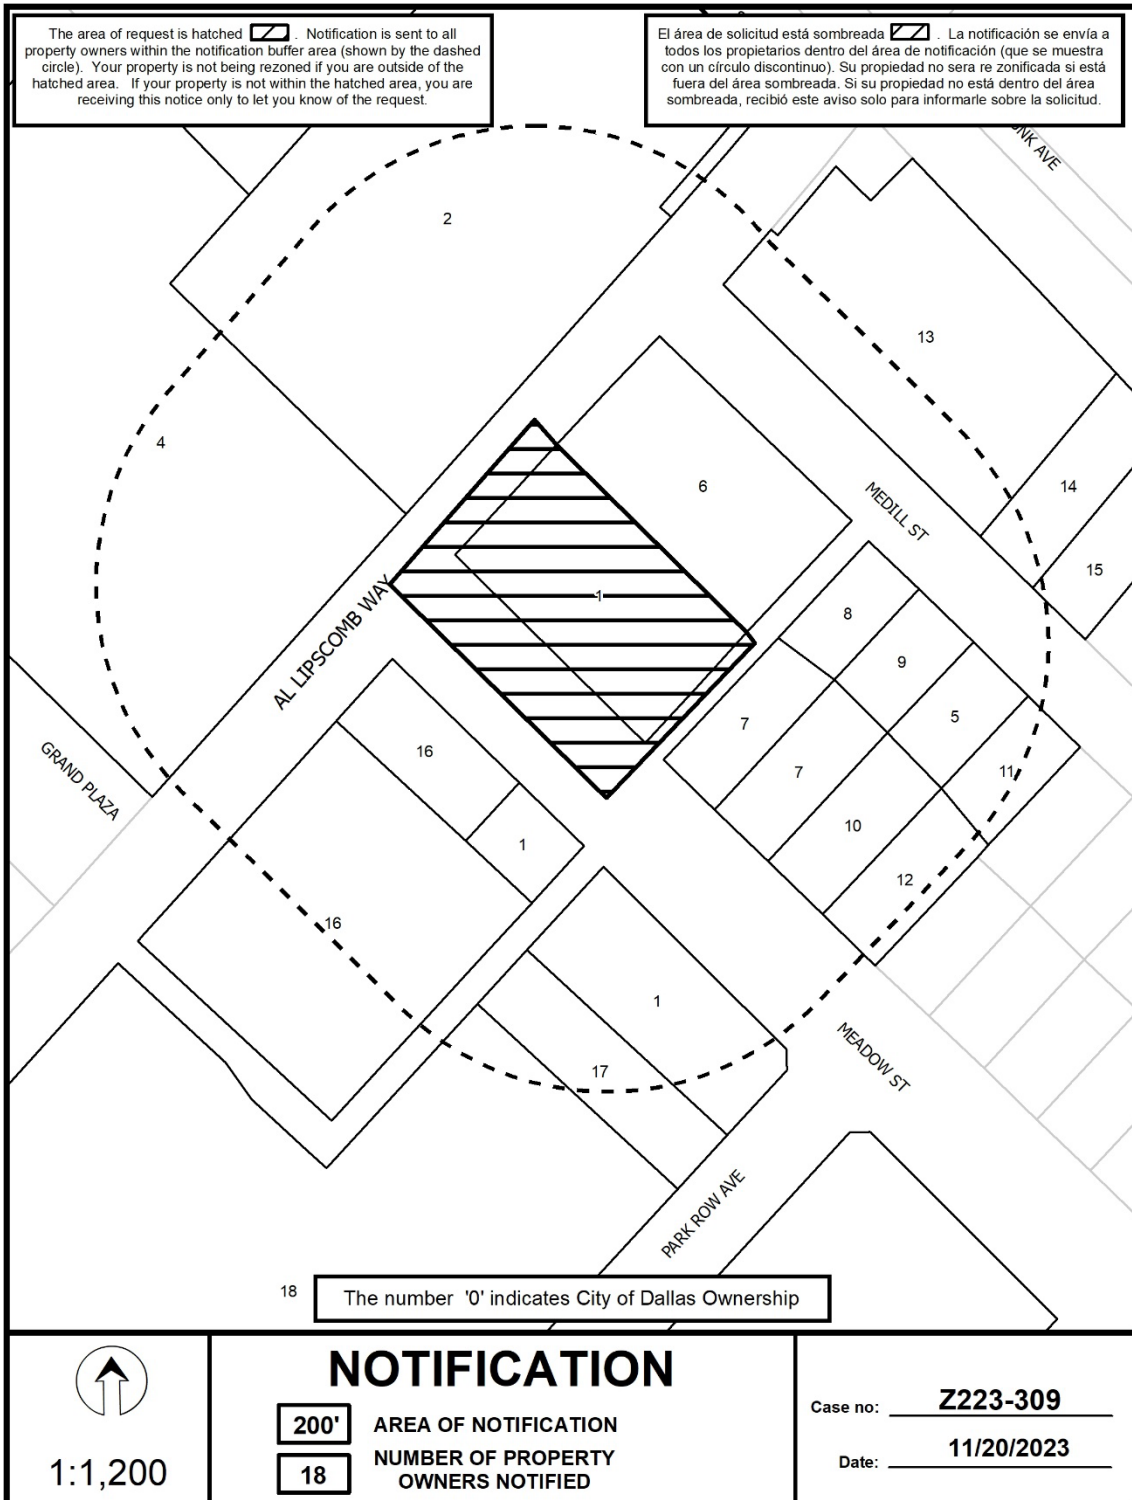 The area of request is hatched . Notification is sent to all
property owners within the notification buffer area (shown by the dashed
circle). Your property is not being rezoned if you are outside of the
hatched area. If your property is not within the hatched area, you are
receiving this notice only to let you know of the request.
El área de solicitud está sombreada . La notificación se envía a
todos los propietarios dentro del área de notificación (que se muestra
con un círculo discontinuo). Su propiedad no sera re zonificada si está
fuera del área sombreada. Si su propiedad no está dentro del área
sombreada, recibió este aviso solo para informarle sobre la solicitud.
2
13
4
6
14
MEDILL ST
15
1
8
AL LIPSCOMB WAY
9
5
7
16
7
11
GRAND PLAZA
10
1
12
16
1
MEADOW ST
17
PARK ROW AVE
18
The number '0' indicates City of Dallas Ownership
1:1,200
NOTIFICATION
200' AREA OF NOTIFICATION
18 NUMBER OF PROPERTY
OWNERS NOTIFIED
Case no: Z223-309
Date: 11/20/2023